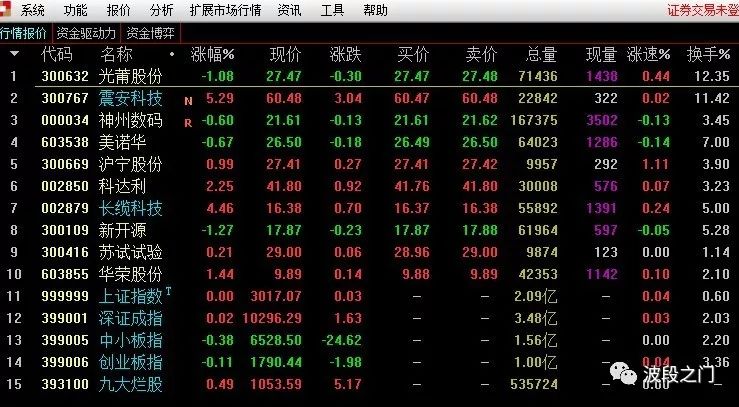 系统 功能 报价 分析 扩展市场行情 资讯 工具 帮助 证券交易未登
行情报价 资金驱动力 资金博弈
代码 名称 涨幅% 现价 涨跌 买价 卖价 总量 现量 涨速% 换手%
1 300632 光莆股份 -1.08 27.47 -0.30 27.47 27.48 71436 1438 0.44 12.35
2 300767 震安科技 N 5.29 60.48 3.04 60.47 60.48 22842 322 0.02 11.42
3 000034 神州数码 R -0.60 21.61 -0.13 21.61 21.62 167375 3502 -0.14 3.45
4 603538 美诺华 -0.67 26.50 -0.18 26.49 26.50 64023 1286 -0.14 7.00
5 300669 沪宁股份 0.99 27.41 0.27 27.41 27.42 9957 292 1.11 3.90
6 002850 科达利 2.25 41.80 0.92 41.76 41.80 30008 576 0.07 3.23
7 002879 长缆科技 4.46 16.38 0.70 16.37 16.38 55892 1391 0.24 5.00
8 300109 新开源 -1.27 17.87 -0.23 17.87 17.88 61964 597 -0.05 5.28
9 300416 苏试试验 0.21 29.00 0.06 28.96 29.00 9874 123 0.00 1.14
10 603855 华荣股份 1.44 9.89 0.14 9.88 9.89 42353 1142 0.10 2.10
11 999999 上证指数T 0.00 3017.07 0.03 – – 2.09亿 – 0.04 0.60
12 399001 深证成指 0.02 10296.29 1.63 – – 3.48亿 – 0.03 2.03
13 399005 中小板指 -0.38 6528.50 -24.62 – – 1.56亿 – 0.00 2.20
14 399006 创业板指 -0.11 1790.44 -1.98 – – 1.00亿 – 0.04 3.36
15 393100 九大烂股 0.49 1053.59 5.17 – – 535724 0.00
波段之门